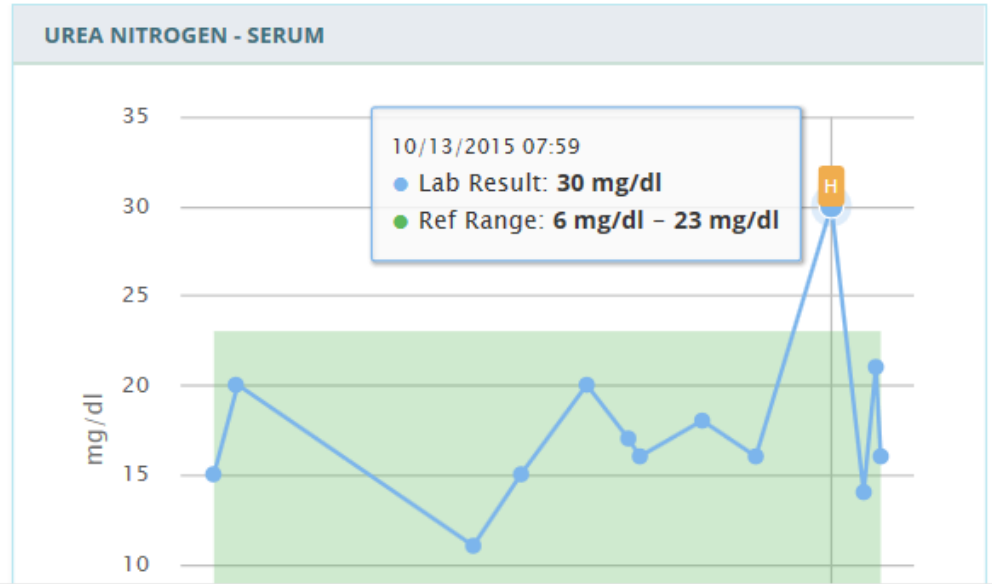 UREA NITROGEN - SERUM
35
10/13/2015 07:59
Lab Result: 30 mg/dl
H
30
Ref Range: 6 mg/dl – 23 mg/dl
25
20
mg/dl
15
10